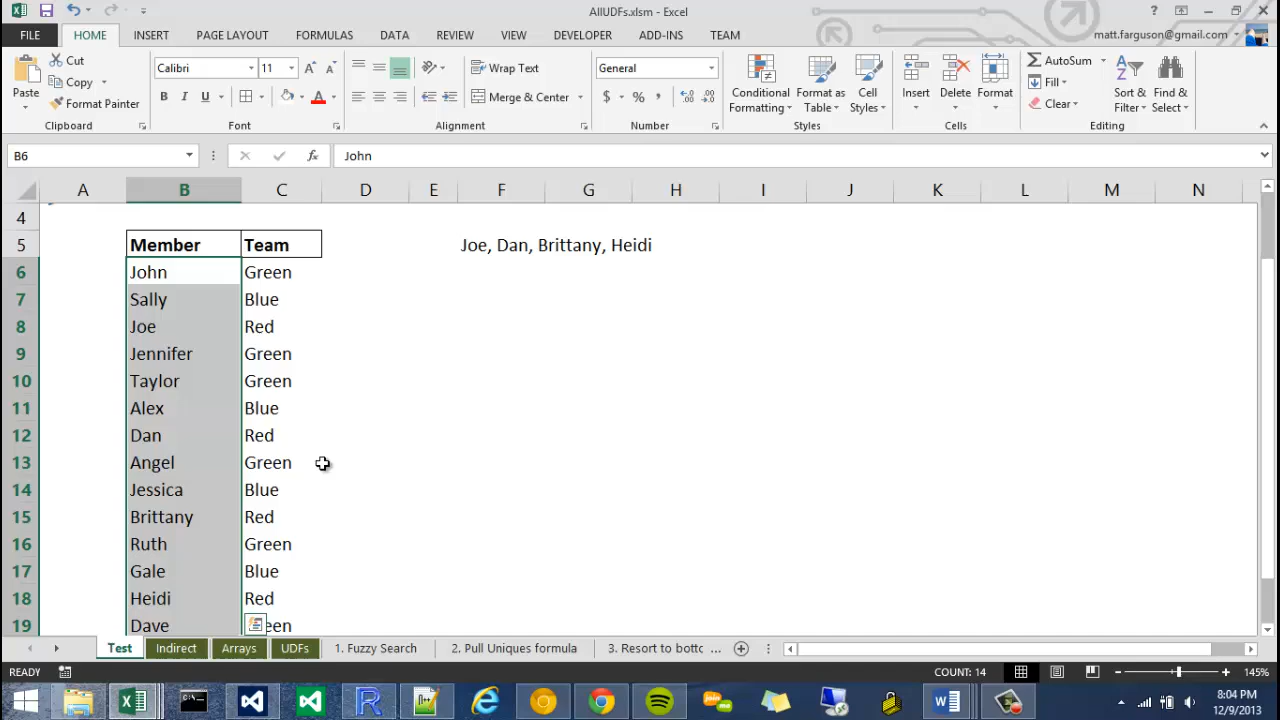 AllUDFs.xlsm - Excel
FILE HOME INSERT PAGE LAYOUT FORMULAS DATA REVIEW VIEW DEVELOPER ADD-INS TEAM matt.farguson@gmail.com
Paste Cut Copy Format Painter
Calibri 11
B I U
Wrap Text
Merge & Center
General
$ % ,
Conditional Formatting Format as Table Cell Styles
Insert Delete Format
AutoSum Fill Clear
Sort & Filter Find & Select
Clipboard Font Alignment Number Styles Cells Editing
B6 fx John
A B C D E F G H I J K L M N
4
5 Member Team Joe, Dan, Brittany, Heidi
6 John Green
7 Sally Blue
8 Joe Red
9 Jennifer Green
10 Taylor Green
11 Alex Blue
12 Dan Red
13 Angel Green
14 Jessica Blue
15 Brittany Red
16 Ruth Green
17 Gale Blue
18 Heidi Red
19 Dave een
Test Indirect Arrays UDFs 1. Fuzzy Search 2. Pull Uniques formula 3. Resort to botto ...
READY COUNT: 14 145%
8:04 PM
12/9/2013